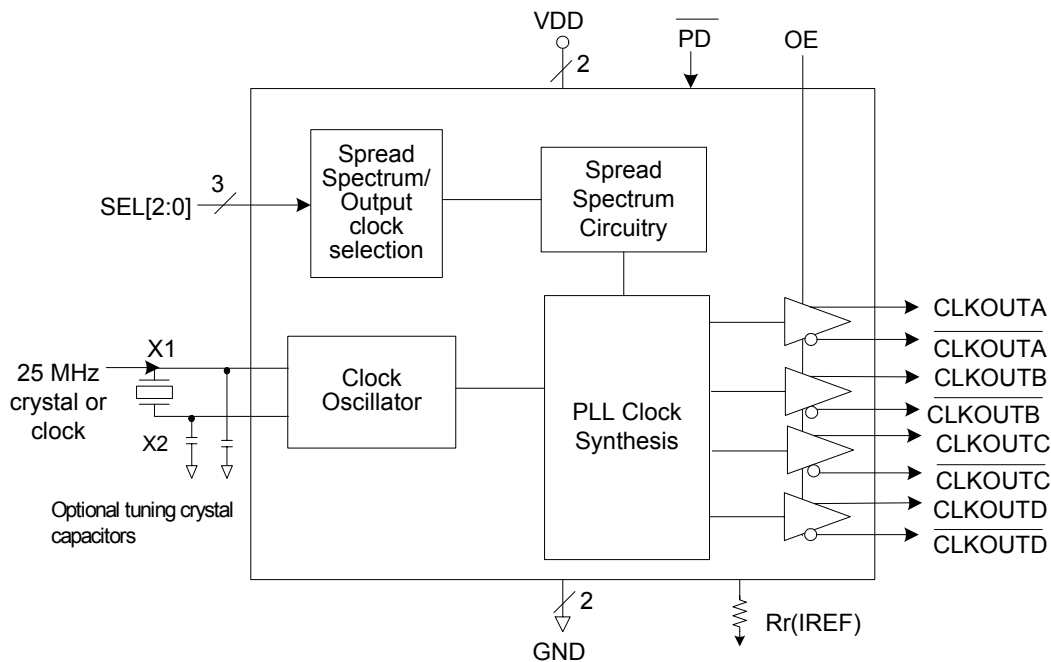 VDD
PD
OE
2
Spread
Spectrum/
Output
clock
selection
Spread
Spectrum
Circuitry
3
SEL[2:0]
CLKOUTA
CLKOUTA
CLKOUTB
CLKOUTB
CLKOUTC
CLKOUTC
CLKOUTD
CLKOUTD
X1
25 MHz
crystal or
clock
X2
Clock
Oscillator
PLL Clock
Synthesis
Optional tuning crystal
capacitors
2
GND
Rr(IREF)